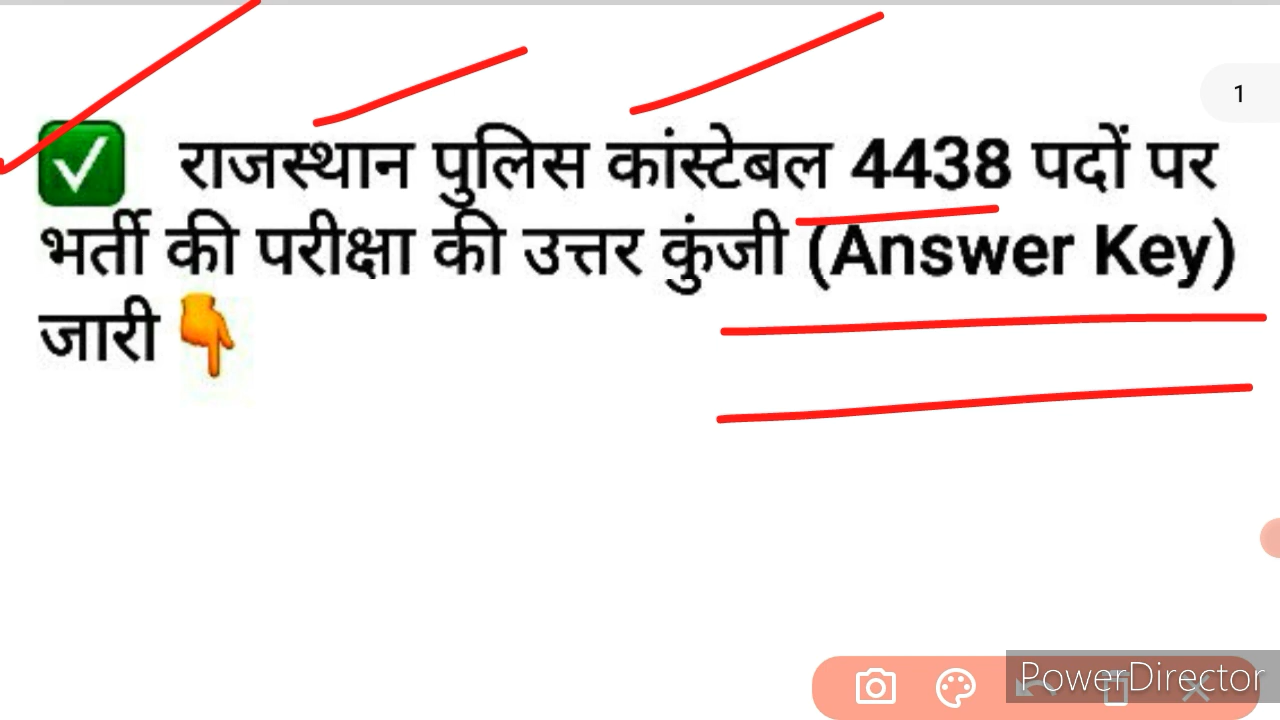 1
✅ राजस्थान पुलिस कांस्टेबल 4438 पदों पर
भर्ती की परीक्षा की उत्तर कुंजी (Answer Key)
जारी 👇
PowerDirector